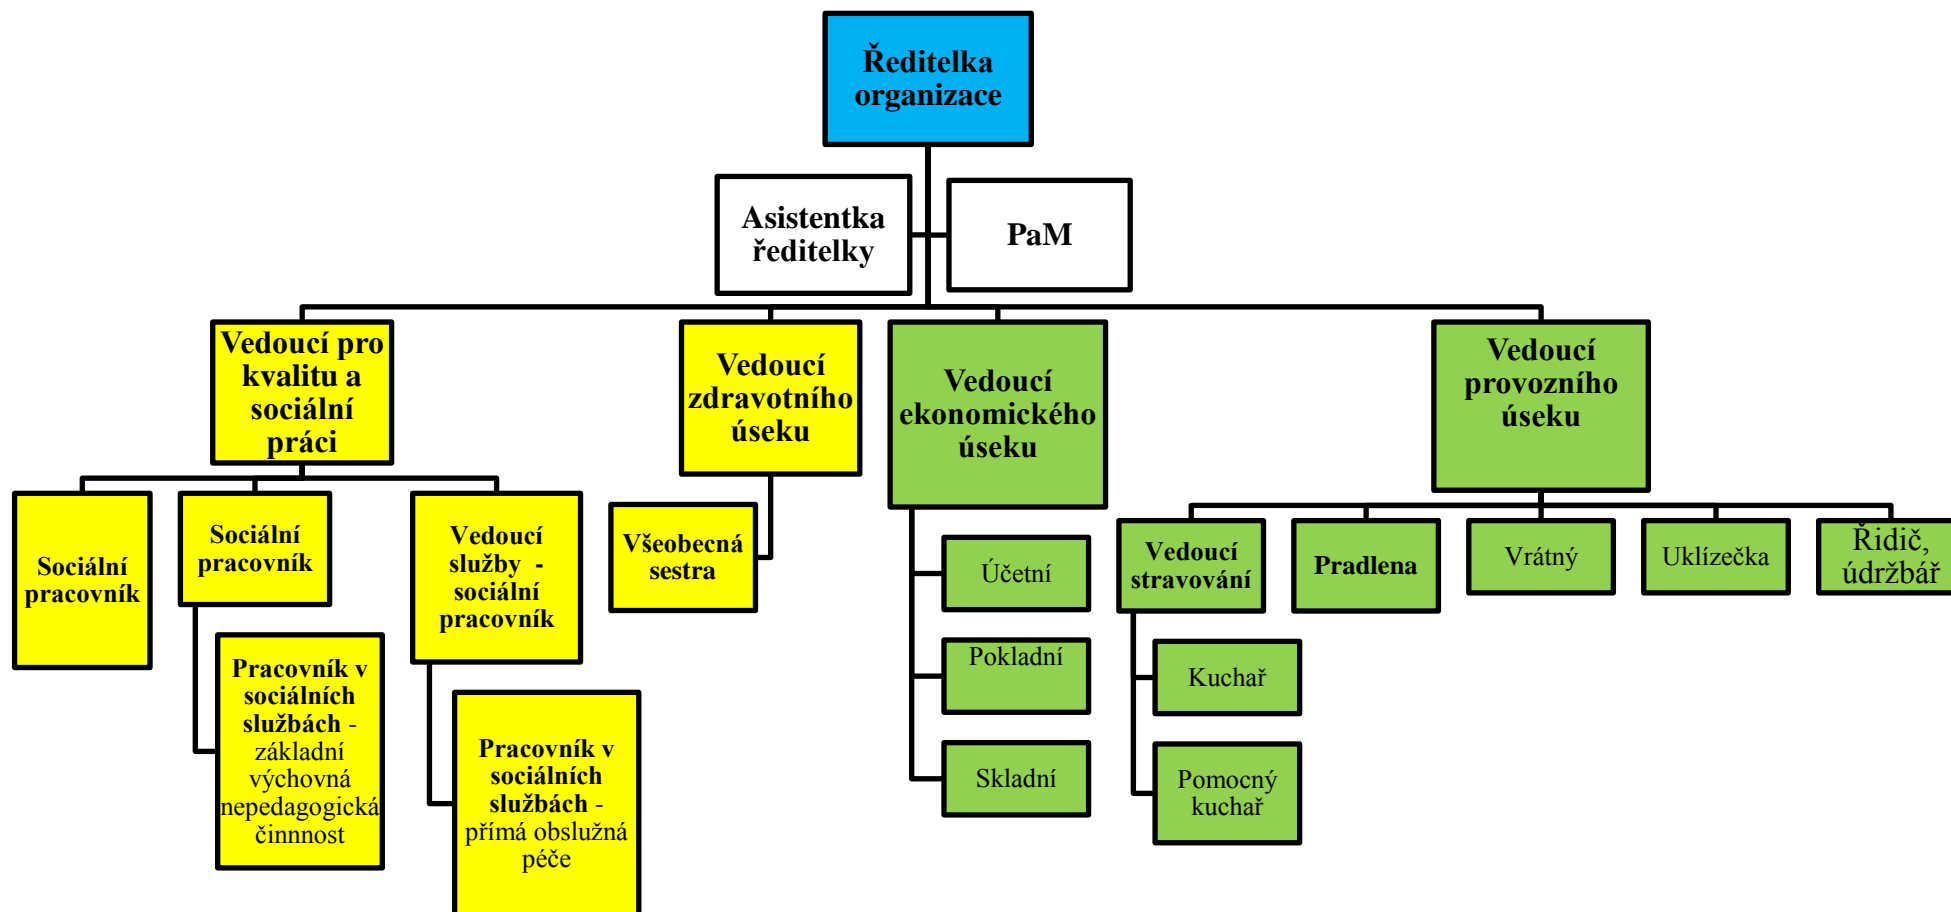 Ředitelka
organizace
Asistentka
ředitelky
PaM
Vedoucí pro
kvalitu a
sociální
práci
Vedoucí
zdravotního
úseku
Vedoucí
ekonomického
úseku
Vedoucí
provozního
úseku
Sociální
pracovník
Sociální
pracovník
Vedoucí
služby -
sociální
pracovník
Všeobecná
sestra
Účetní
Pokladní
Skladní
Vedoucí
stravování
Pradlena
Vrátný
Uklízečka
Řidič,
údržbář
Pracovník v
sociálních
službách -
základní
výchovná
nepedagogická
činnnost
Pracovník v
sociálních
službách -
přímá obslužná
péče
Kuchař
Pomocný
kuchař